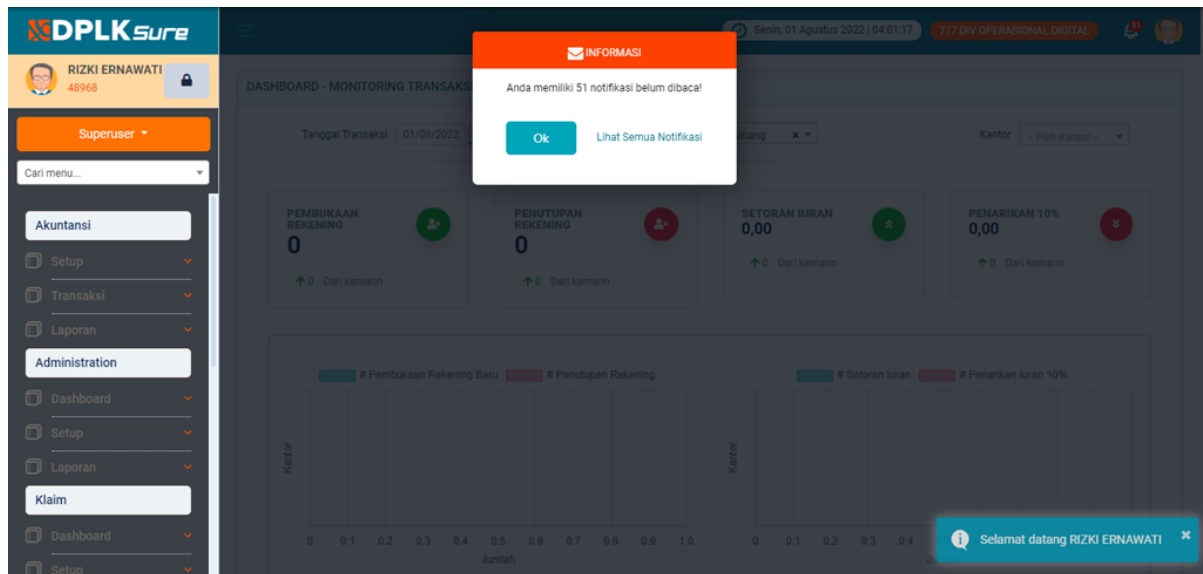 DPLKSure
RIZKI ERNAWATI
48968
Superuser
Cari menu...
Akuntansi
Setup
Transaksi
Laporan
Administration
Dashboard
Setup
Laporan
Klaim
Dashboard
Setup
Senin, 01 Agustus 2022 | 04:01:17
777:DIV OPERASIONAL DIGITAL
51
INFORMASI
Anda memiliki 51 notifikasi belum dibaca!
Ok
Lihat Semua Notifikasi
DASHBOARD - MONITORING TRANSAKS
Tanggal Transaksi
01/08/2022
abang
Kantor
-- Pilih Kantor --
PEMBUKAAN
REKENING
0
0 Dari kemarin
PENUTUPAN
REKENING
0
0 Dari kemarin
SETORAN IURAN
0,00
0 Dari kemarin
PENARIKAN 10%
0,00
0 Dari kemarin
# Pembukaan Rekening Baru
# Penutupan Rekening
Kantor
0 0.1 0.2 0.3 0.4 0.5 0.6 0.7 0.8 0.9 1.0
Jumlah
# Setoran Iuran
# Penarikan Iuran 10%
Kantor
0 0.1 0.2 0.3 0.4
Selamat datang RIZKI ERNAWATI